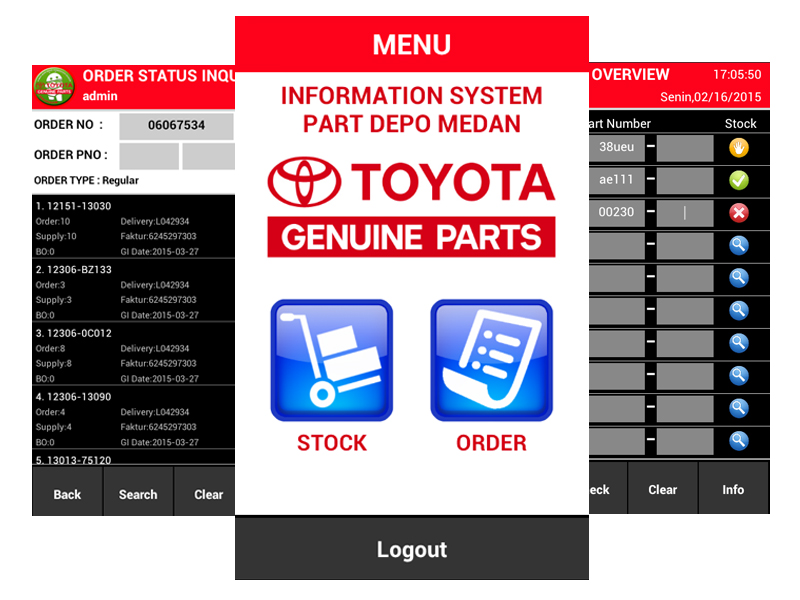 ORDER STATUS INQU
admin
ORDER NO : 06067534
ORDER PNO :
ORDER TYPE : Regular
1. 12151-13030
Order:10 Delivery:L042934
Supply:10 Faktur:6245297303
BO:0 GI Date:2015-03-27
2. 12306-BZ133
Order:3 Delivery:L042934
Supply:3 Faktur:6245297303
BO:0 GI Date:2015-03-27
3. 12306-0C012
Order:8 Delivery:L042934
Supply:8 Faktur:6245297303
BO:0 GI Date:2015-03-27
4. 12306-13090
Order:4 Delivery:L042934
Supply:4 Faktur:6245297303
BO:0 GI Date:2015-03-27
5. 13013-75120
Back Search Clear
MENU
INFORMATION SYSTEM
PART DEPO MEDAN
TOYOTA
GENUINE PARTS
STOCK ORDER
Logout
OVERVIEW 17:05:50
Senin,02/16/2015
art Number Stock
38ueu -
ae111 -
00230 -
-
-
-
-
-
-
-
eck Clear Info